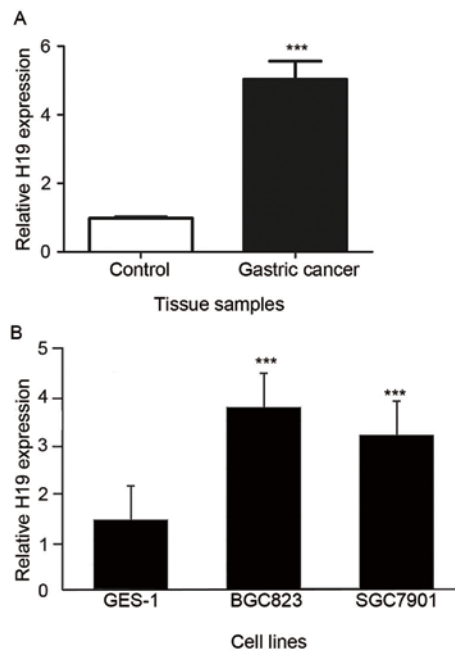 A
Relative H19 expression
6
4
2
0
***
Control Gastric cancer
Tissue samples
B
Relative H19 expression
5
4
3
2
1
0
***
***
GES-1 BGC823 SGC7901
Cell lines